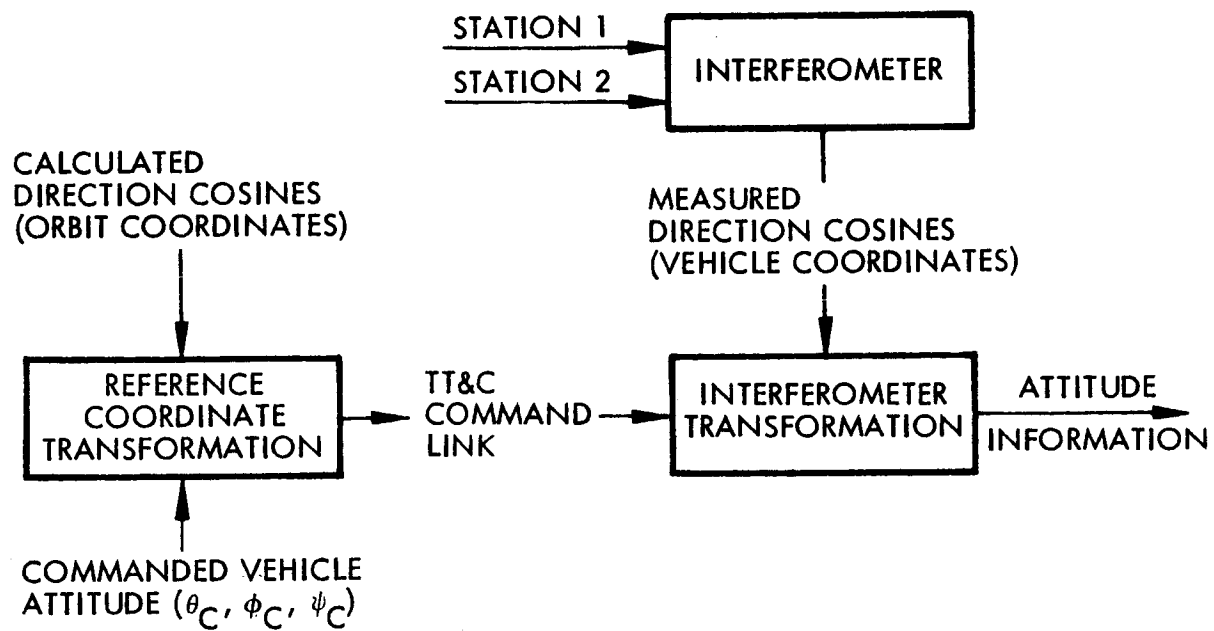 STATION 1
STATION 2
INTERFEROMETER
CALCULATED
DIRECTION COSINES
(ORBIT COORDINATES)
MEASURED
DIRECTION COSINES
(VEHICLE COORDINATES)
REFERENCE
COORDINATE
TRANSFORMATION
TT&C
COMMAND
LINK
INTERFEROMETER
TRANSFORMATION
ATTITUDE
INFORMATION
COMMANDED VEHICLE
ATTITUDE (θC, ϕC, ψC)